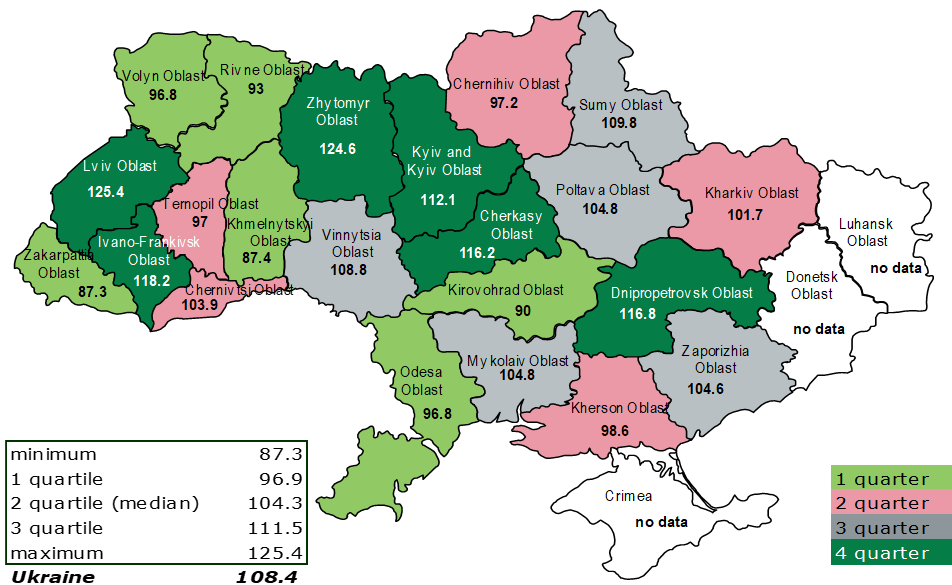 Volyn Oblast
96.8
Rivne Oblast
93
Zhytomyr
Oblast
124.6
Chernihiv Oblast
97.2
Sumy Oblast
109.8
Lviv Oblast
125.4
Ternopil Oblast
97
Khmelnytskyi
Oblast
87.4
Kyiv and
Kyiv Oblast
112.1
Poltava Oblast
104.8
Kharkiv Oblast
101.7
Luhansk
Oblast
no data
Zakarpattia
Oblast
87.3
Ivano-Frankivsk
Oblast
118.2
Chernivtsi Oblast
103.9
Vinnytsia
Oblast
108.8
Cherkasy
Oblast
116.2
Kirovohrad Oblast
90
Dnipropetrovsk Oblast
116.8
Donetsk
Oblast
no data
Odesa
Oblast
96.8
Mykolaiv Oblast
104.8
Zaporizhia
Oblast
104.6
Kherson Oblast
98.6
Crimea
no data
minimum 87.3
1 quartile 96.9
2 quartile (median) 104.3
3 quartile 111.5
maximum 125.4
Ukraine 108.4
1 quarter
2 quarter
3 quarter
4 quarter